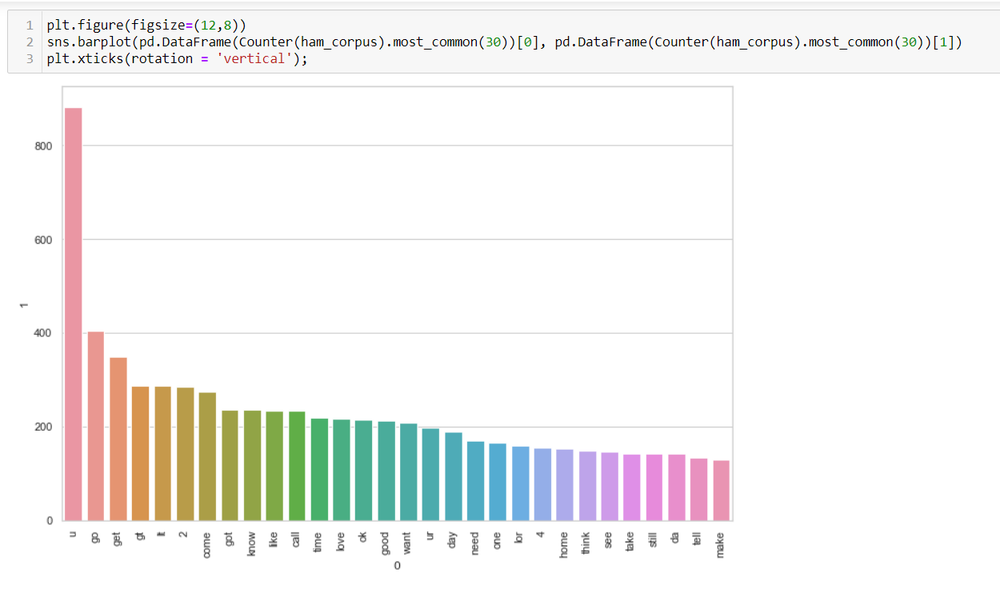 1 plt.figure(figsize=(12,8))
2 sns.barplot(pd.DataFrame(Counter(ham_corpus).most_common(30))[0], pd.DataFrame(Counter(ham_corpus).most_common(30))[1])
3 plt.xticks(rotation = 'vertical');
800
600
1
400
200
0
u go get gt lt 2 come got know like call time love ok good want ur day need one lor 4 home think see take still da tell make
0